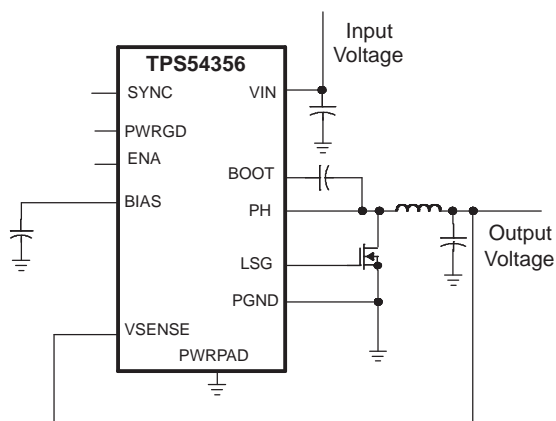 Input
Voltage
TPS54356
SYNC
VIN
PWRGD
ENA
BOOT
BIAS
PH
Output
Voltage
LSG
PGND
VSENSE
PWRPAD